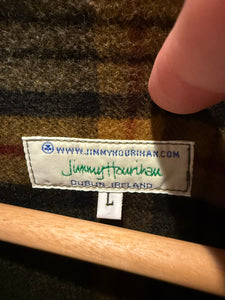 WWW.JIMMYHOURIHAN.COM
Jimmy Hourihan
DUBLIN IRELAND
L